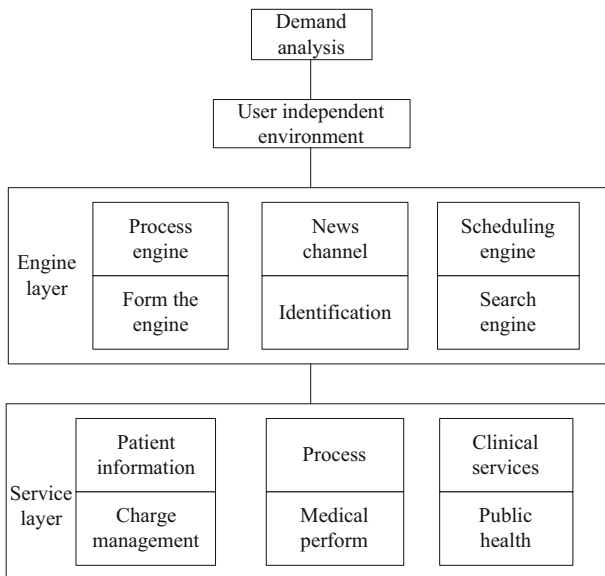 Demand
analysis
User independent
environment
Engine
layer
Process
engine
News
channel
Scheduling
engine
Form the
engine
Identification
Search
engine
Service
layer
Patient
information
Process
Clinical
services
Charge
management
Medical
perform
Public
health